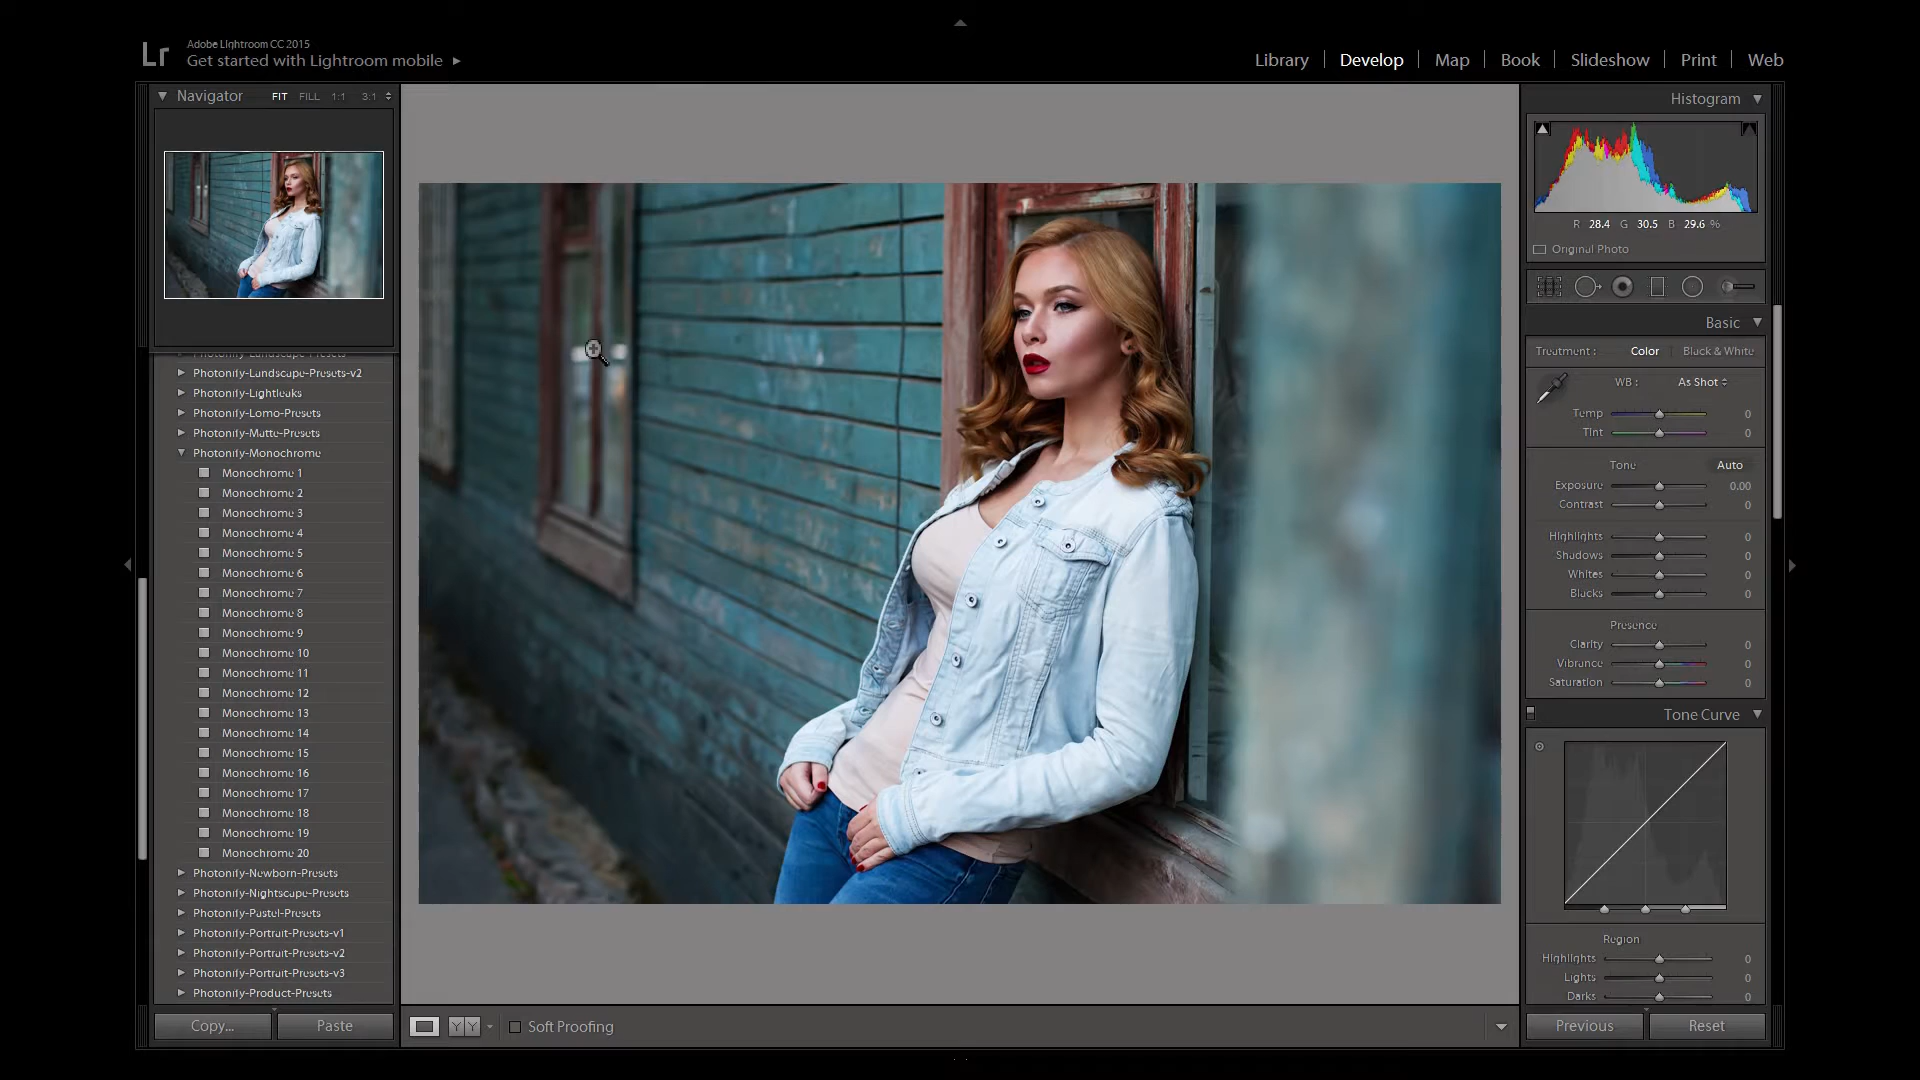 Lr
Adobe Lightroom CC 2015
Get started with Lightroom mobile
Library
Develop
Map
Book
Slideshow
Print
Web
Navigator FIT FILL 1:1 3:1
Photonify-Landscape-Presets
Photonify-Landscape-Presets-v2
Photonify-Lightleaks
Photonify-Lomo-Presets
Photonify-Matte-Presets
Photonify-Monochrome
Monochrome 1
Monochrome 2
Monochrome 3
Monochrome 4
Monochrome 5
Monochrome 6
Monochrome 7
Monochrome 8
Monochrome 9
Monochrome 10
Monochrome 11
Monochrome 12
Monochrome 13
Monochrome 14
Monochrome 15
Monochrome 16
Monochrome 17
Monochrome 18
Monochrome 19
Monochrome 20
Photonify-Newborn-Presets
Photonify-Nightscape-Presets
Photonify-Pastel-Presets
Photonify-Portrait-Presets-v1
Photonify-Portrait-Presets-v2
Photonify-Portrait-Presets-v3
Photonify-Product-Presets
Copy... Paste
YY Soft Proofing
Histogram
R 28.4 G 30.5 B 29.6 %
Original Photo
Basic
Treatment : Color Black & White
WB : As Shot
Temp 0
Tint 0
Tone Auto
Exposure 0.00
Contrast 0
Highlights 0
Shadows 0
Whites 0
Blacks 0
Presence
Clarity 0
Vibrance 0
Saturation 0
Tone Curve
Region
Highlights 0
Lights 0
Darks 0
Previous Reset